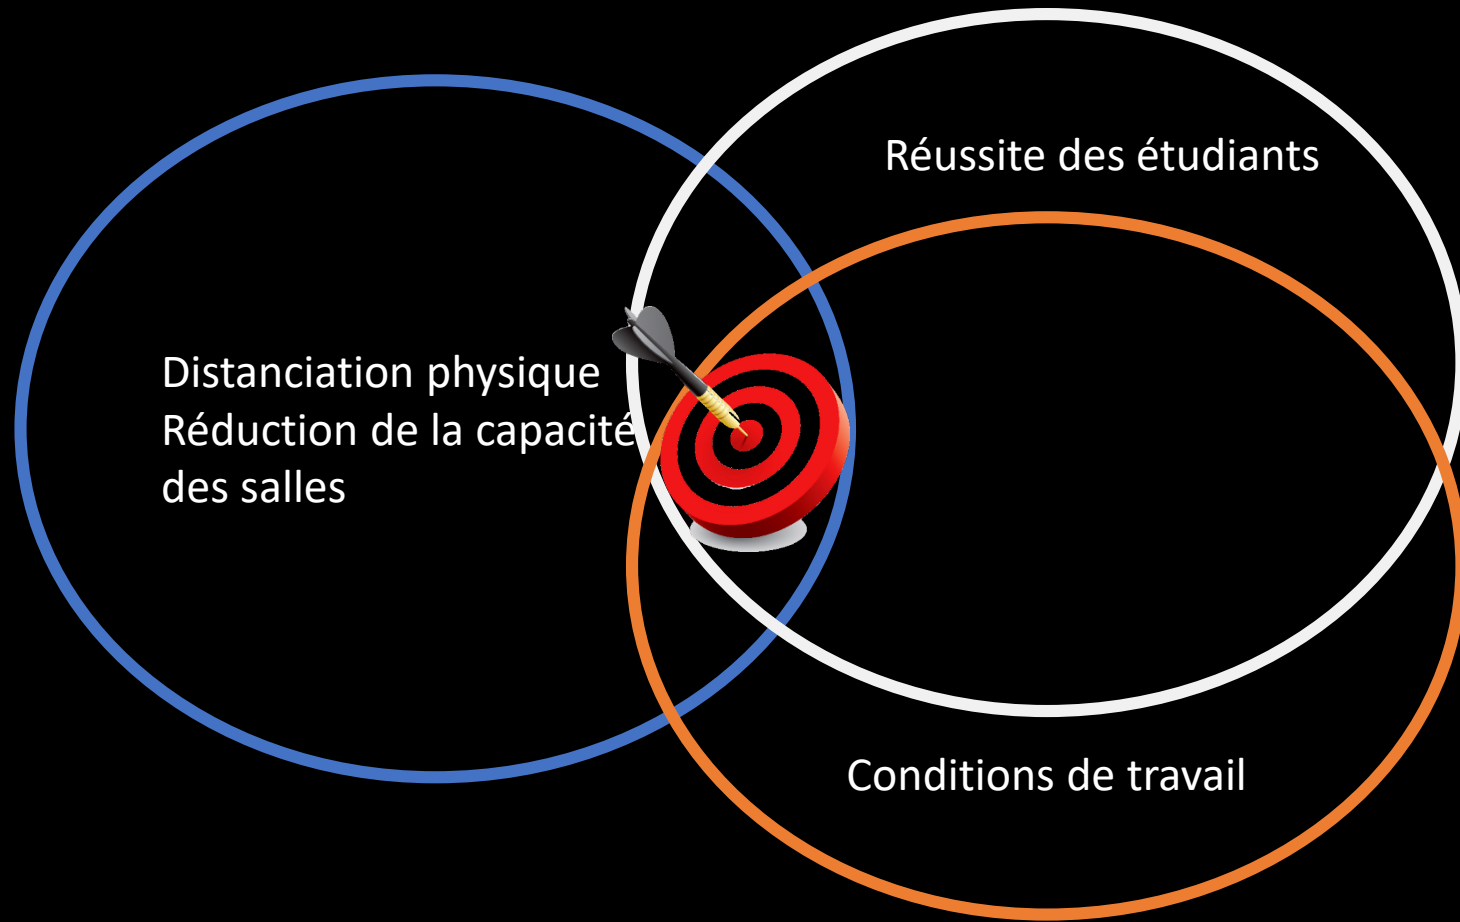 Réussite des étudiants
Distanciation physique
Réduction de la capacité
des salles
Conditions de travail